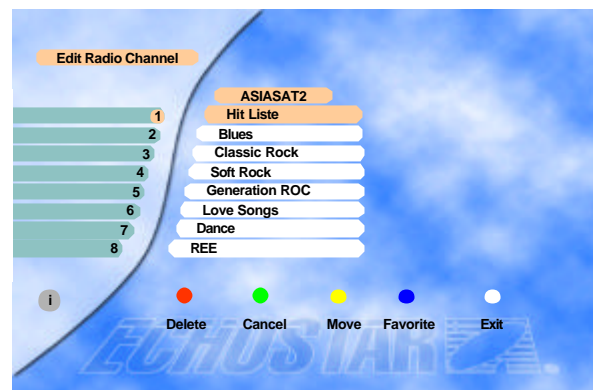 Edit Radio Channel
ASIASAT2
1 Hit Liste
2 Blues
3 Classic Rock
4 Soft Rock
5 Generation ROC
6 Love Songs
7 Dance
8 REE
i
Delete Cancel Move Favorite Exit
ECHOSTAR